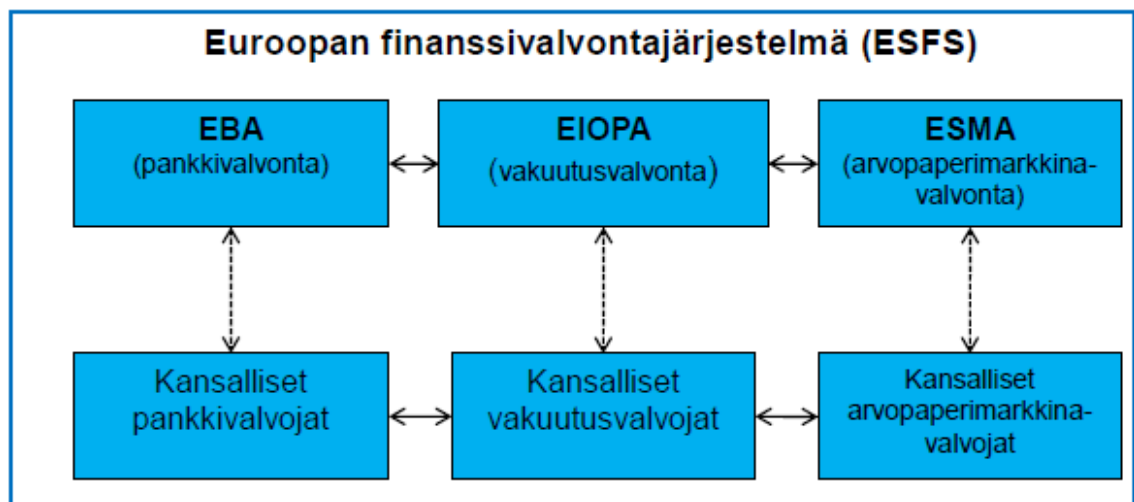 Euroopan finanssivalvontajärjestelmä (ESFS)
EBA
(pankkivalvonta)
EIOPA
(vakuutusvalvonta)
ESMA
(arvopaperimarkkina-
valvonta)
Kansalliset
pankkivalvojat
Kansalliset
vakuutusvalvojat
Kansalliset
arvopaperimarkkina-
valvojat